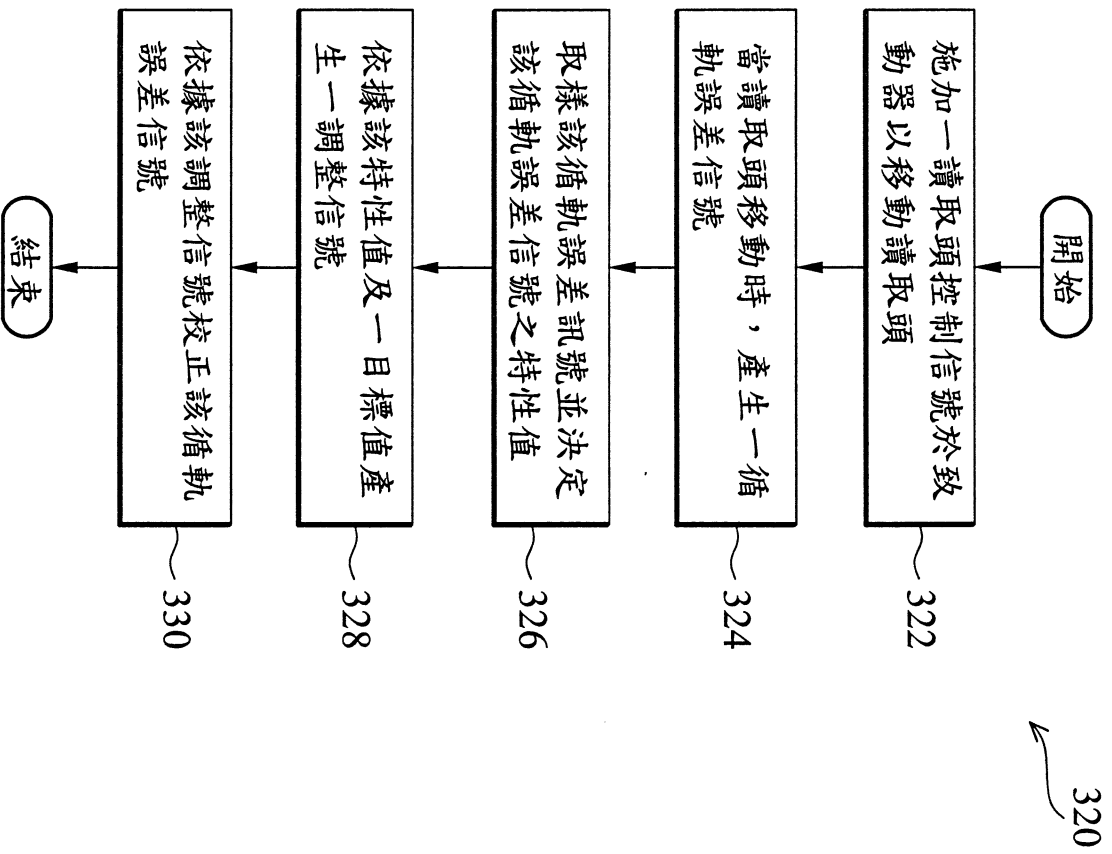 開始
施加一讀取頭控制信號於致
動器以移動讀取頭
322
當讀取頭移動時，產生一循
軌誤差信號
324
取樣該循軌誤差訊號並決定
該循軌誤差信號之特性值
326
依據該特性值及一目標值產
生一調整信號
328
依據該調整信號校正該循軌
誤差信號
330
結束
320